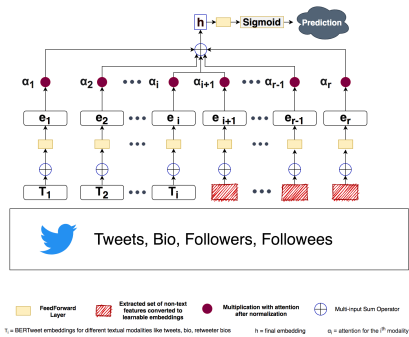 h Sigmoid Prediction
α1 α2 αi αi+1 αr-1 αr
e1 e2 e i e i+1 er-1 er
T1 T2 Ti
Tweets, Bio, Followers, Followees
FeedForward
Layer
Extracted set of non-text
features converted to
learnable embeddings
Multiplication with attention
after normalization
Multi-input Sum Operator
Ti = BERTweet embeddings for different textual modalities like tweets, bio, retweeter bios
h = final embedding
αi = attention for the ith modality